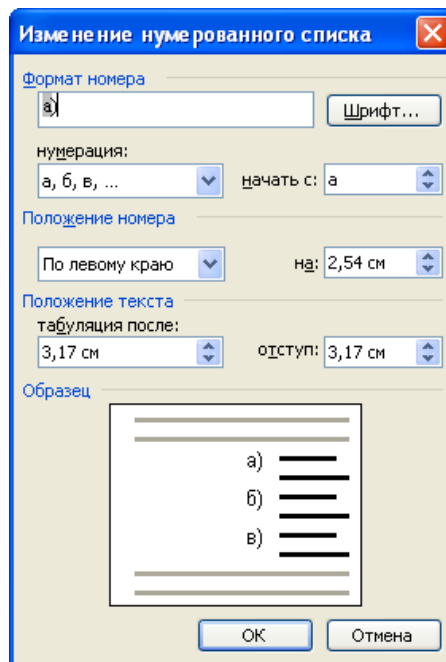 Изменение нумерованного списка
Формат номера
а)
Шрифт...
нумерация:
а, б, в, ...
начать с: а
Положение номера
По левому краю
на: 2,54 см
Положение текста
табуляция после:
3,17 см
отступ: 3,17 см
Образец
а)
б)
в)
ОК
Отмена